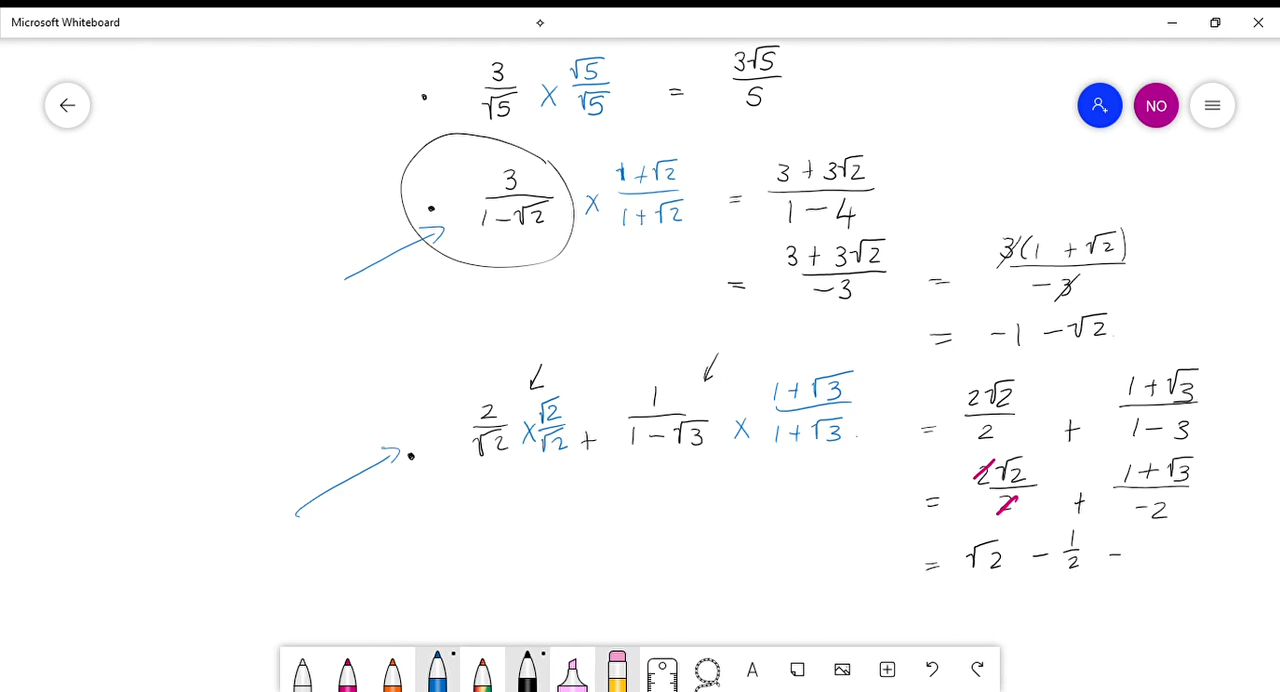 Microsoft Whiteboard
NO
• 3/√5 × √5/√5 = 3√5/5
• 3/(1-√2) × (1+√2)/(1+√2) = (3+3√2)/(1-4)
= (3+3√2)/-3 = 3(1+√2)/-3
= -1-√2
• 2/√2 × √2/√2 + 1/(1-√3) × (1+√3)/(1+√3) = 2√2/2 + (1+√3)/(1-3)
= 2√2/2 + (1+√3)/-2
= √2 - 1/2 -
A